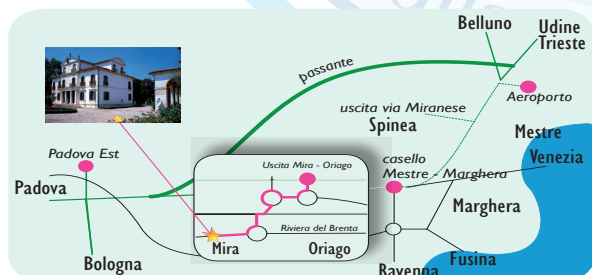 Belluno
Udine
Trieste
passante
Aeroporto
uscita via Miranese
Spinea
Mestre
Padova Est
Uscita Mira - Oriago
casello
Mestre - Marghera
Venezia
Padova
Marghera
Riviera del Brenta
Mira
Oriago
Bologna
Fusina
Ravenna